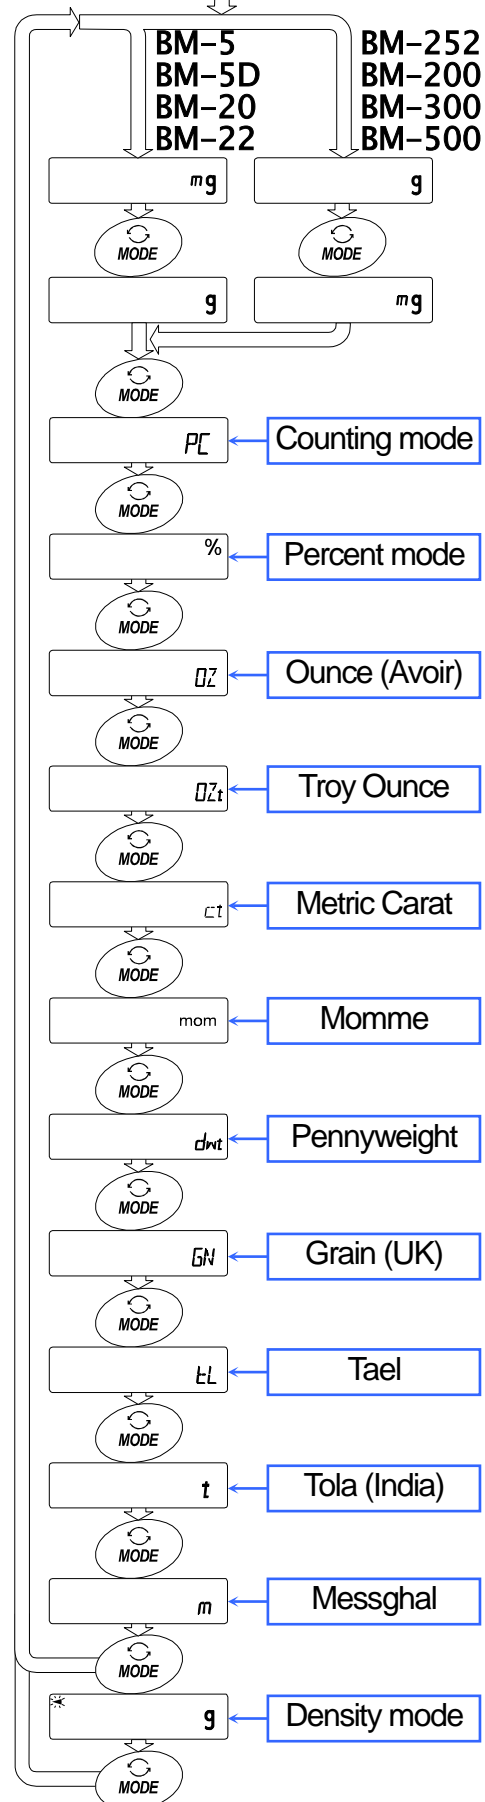 BM-5
BM-5D
BM-20
BM-22
BM-252
BM-200
BM-300
BM-500
mg
g
MODE
MODE
g
mg
MODE
PC
Counting mode
MODE
%
Percent mode
MODE
OZ
Ounce (Avoir)
MODE
OZt
Troy Ounce
MODE
ct
Metric Carat
MODE
mom
Momme
MODE
dwt
Pennyweight
MODE
GN
Grain (UK)
MODE
tL
Tael
MODE
t
Tola (India)
MODE
m
Messghal
MODE
g
Density mode
MODE